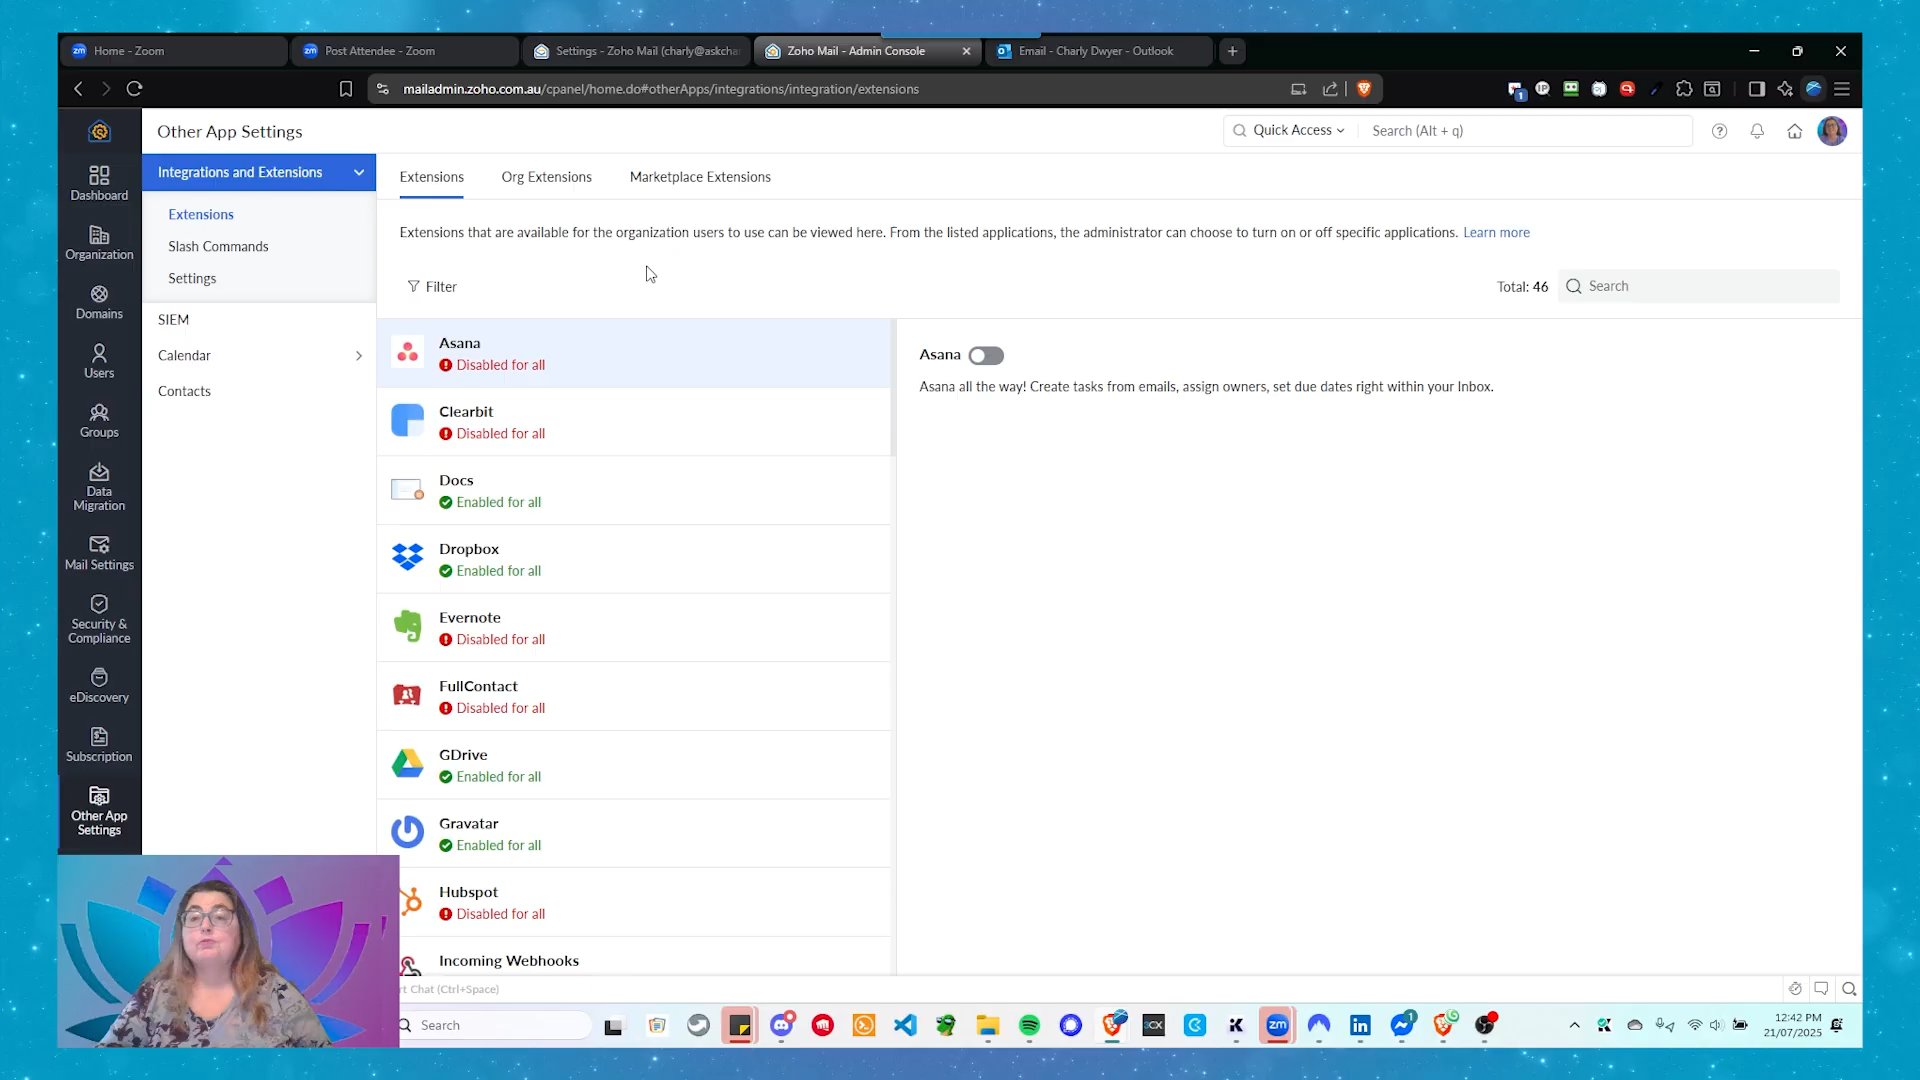 Home - Zoom
Post Attendee - Zoom
Settings - Zoho Mail (charly@askcha
Zoho Mail - Admin Console
Email - Charly Dwyer - Outlook
mailadmin.zoho.com.au/cpanel/home.do#otherApps/integrations/integration/extensions
Other App Settings
Quick Access
Search (Alt + q)
Integrations and Extensions
Extensions
Slash Commands
Settings
SIEM
Calendar
Contacts
Dashboard
Organization
Domains
Users
Groups
Data
Migration
Mail Settings
Security &
Compliance
eDiscovery
Subscription
Other App
Settings
Extensions
Org Extensions
Marketplace Extensions
Extensions that are available for the organization users to use can be viewed here. From the listed applications, the administrator can choose to turn on or off specific applications. Learn more
Filter
Total: 46
Search
Asana
Disabled for all
Clearbit
Disabled for all
Docs
Enabled for all
Dropbox
Enabled for all
Evernote
Disabled for all
FullContact
Disabled for all
GDrive
Enabled for all
Gravatar
Enabled for all
Hubspot
Disabled for all
Incoming Webhooks
Asana
Asana all the way! Create tasks from emails, assign owners, set due dates right within your Inbox.
rt Chat (Ctrl+Space)
Search
12:42 PM
21/07/2025